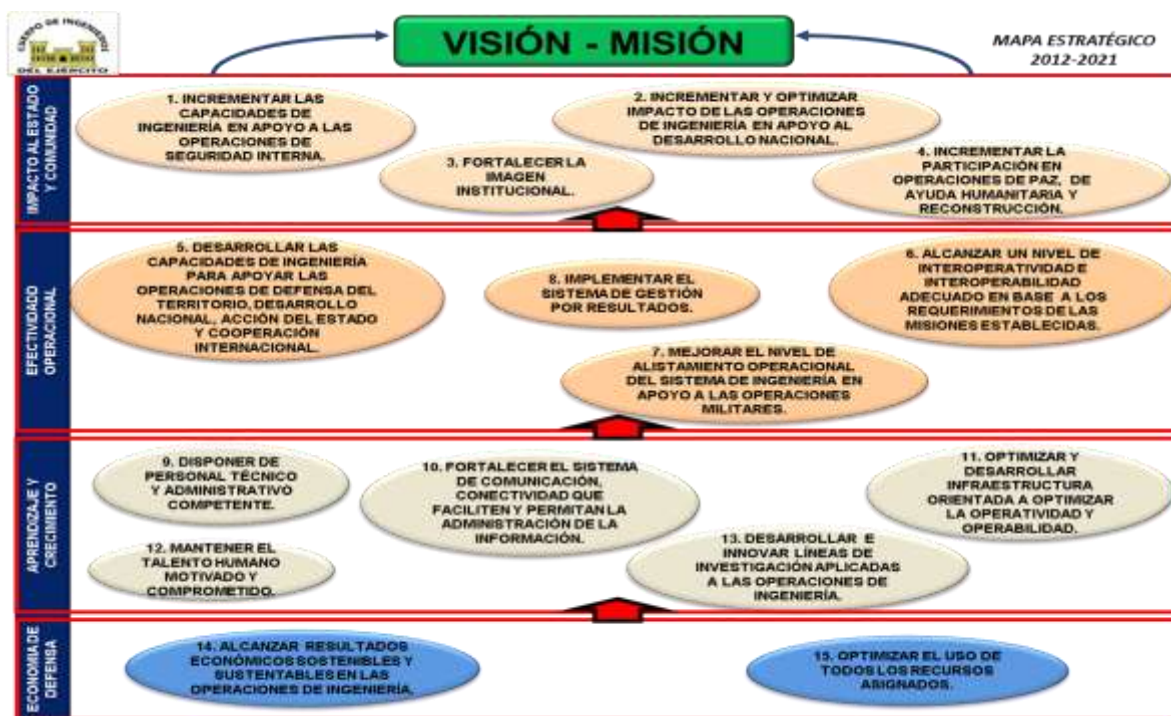 CUERPO DE INGENIEROS
DEL EJÉRCITO
VISIÓN - MISIÓN
MAPA ESTRATÉGICO
2012-2021
IMPACTO AL ESTADO
Y COMUNIDAD
1. INCREMENTAR LAS
CAPACIDADES DE
INGENIERÍA EN APOYO A LAS
OPERACIONES DE
SEGURIDAD INTERNA.
2. INCREMENTAR Y OPTIMIZAR
IMPACTO DE LAS OPERACIONES
DE INGENIERÍA EN APOYO AL
DESARROLLO NACIONAL.
3. FORTALECER LA
IMAGEN
INSTITUCIONAL.
4. INCREMENTAR LA
PARTICIPACIÓN EN
OPERACIONES DE PAZ, DE
AYUDA HUMANITARIA Y
RECONSTRUCCIÓN.
EFECTIVIDADO
OPERACIONAL
5. DESARROLLAR LAS
CAPACIDADES DE INGENIERÍA
PARA APOYAR LAS
OPERACIONES DE DEFENSA DEL
TERRITORIO, DESARROLLO
NACIONAL, ACCIÓN DEL ESTADO
Y COOPERACIÓN
INTERNACIONAL.
8. IMPLEMENTAR EL
SISTEMA DE GESTIÓN
POR RESULTADOS.
6. ALCANZAR UN NIVEL DE
INTEROPERATIVIDAD E
INTEROPERABILIDAD
ADECUADO EN BASE A LOS
REQUERIMIENTOS DE LAS
MISIONES ESTABLECIDAS.
7. MEJORAR EL NIVEL DE
ALISTAMIENTO OPERACIONAL
DEL SISTEMA DE INGENIERÍA EN
APOYO A LAS OPERACIONES
MILITARES.
APRENDIZAJE Y
CRECIMIENTO
9. DISPONER DE
PERSONAL TÉCNICO
Y ADMINISTRATIVO
COMPETENTE.
10. FORTALECER EL SISTEMA
DE COMUNICACIÓN,
CONECTIVIDAD QUE
FACILITEN Y PERMITAN LA
ADMINISTRACIÓN DE LA
INFORMACIÓN.
11. OPTIMIZAR Y
DESARROLLAR
INFRAESTRUCTURA
ORIENTADA A OPTIMIZAR
LA OPERATIVIDAD Y
OPERABILIDAD.
12. MANTENER EL
TALENTO HUMANO
MOTIVADO Y
COMPROMETIDO.
13. DESARROLLAR E
INNOVAR LÍNEAS DE
INVESTIGACIÓN APLICADAS
A LAS OPERACIONES DE
INGENIERÍA.
ECONOMIA DE
DEFENSA
14. ALCANZAR RESULTADOS
ECONÓMICOS SOSTENIBLES Y
SUSTENTABLES EN LAS
OPERACIONES DE INGENIERÍA.
15. OPTIMIZAR EL USO DE
TODOS LOS RECURSOS
ASIGNADOS.